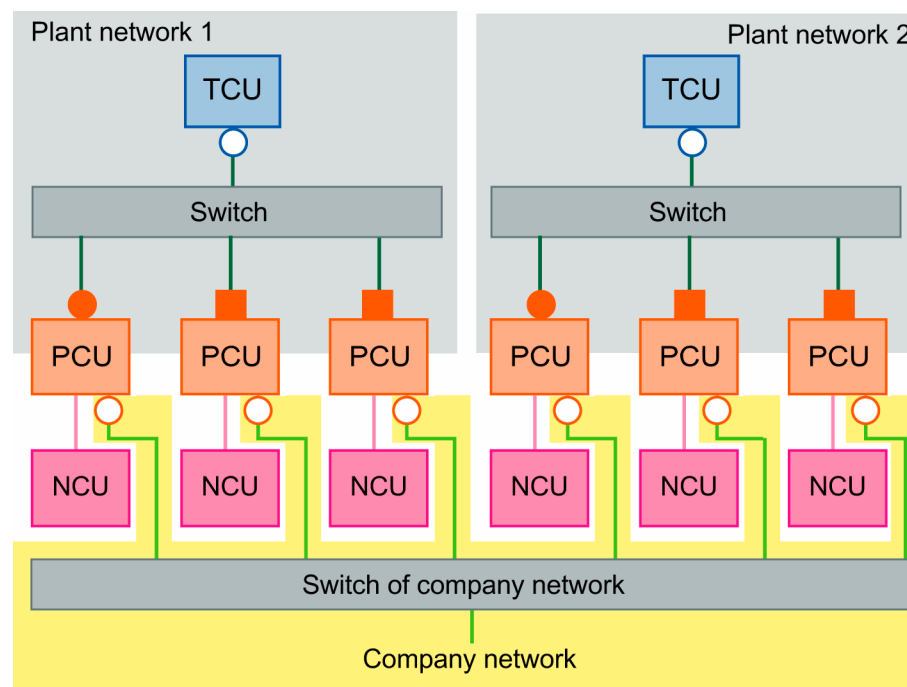 Plant network 1
Plant network 2
TCU
TCU
Switch
Switch
PCU
PCU
PCU
PCU
PCU
PCU
NCU
NCU
NCU
NCU
NCU
NCU
Switch of company network
Company network